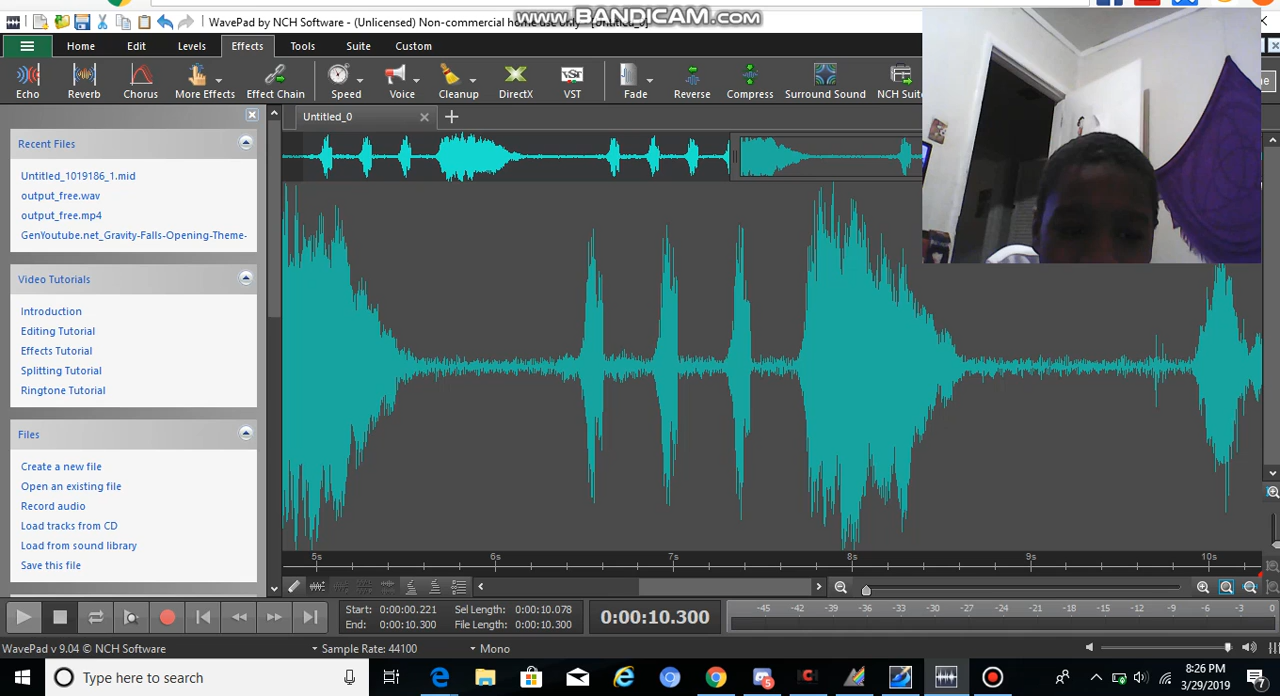 WavePad by NCH Software - (Unlicensed) Non-commercial home use only - [Untitled_0]
www.BANDICAM.com
Home Edit Levels Effects Tools Suite Custom
Echo Reverb Chorus More Effects Effect Chain Speed Voice Cleanup DirectX VST Fade Reverse Compress Surround Sound NCH Suite
Untitled_0
Recent Files
Untitled_1019186_1.mid
output_free.wav
output_free.mp4
GenYoutube.net_Gravity-Falls-Opening-Theme-
Video Tutorials
Introduction
Editing Tutorial
Effects Tutorial
Splitting Tutorial
Ringtone Tutorial
Files
Create a new file
Open an existing file
Record audio
Load tracks from CD
Load from sound library
Save this file
5s 6s 7s 8s 9s 10s
Start: 0:00:00.221 Sel Length: 0:00:10.078
End: 0:00:10.300 File Length: 0:00:10.300
0:00:10.300
-45 -42 -39 -36 -33 -30 -27 -24 -21 -18 -15 -12 -9 -6 -3 0
WavePad v 9.04 © NCH Software Sample Rate: 44100 Mono
Type here to search
8:26 PM
3/29/2019